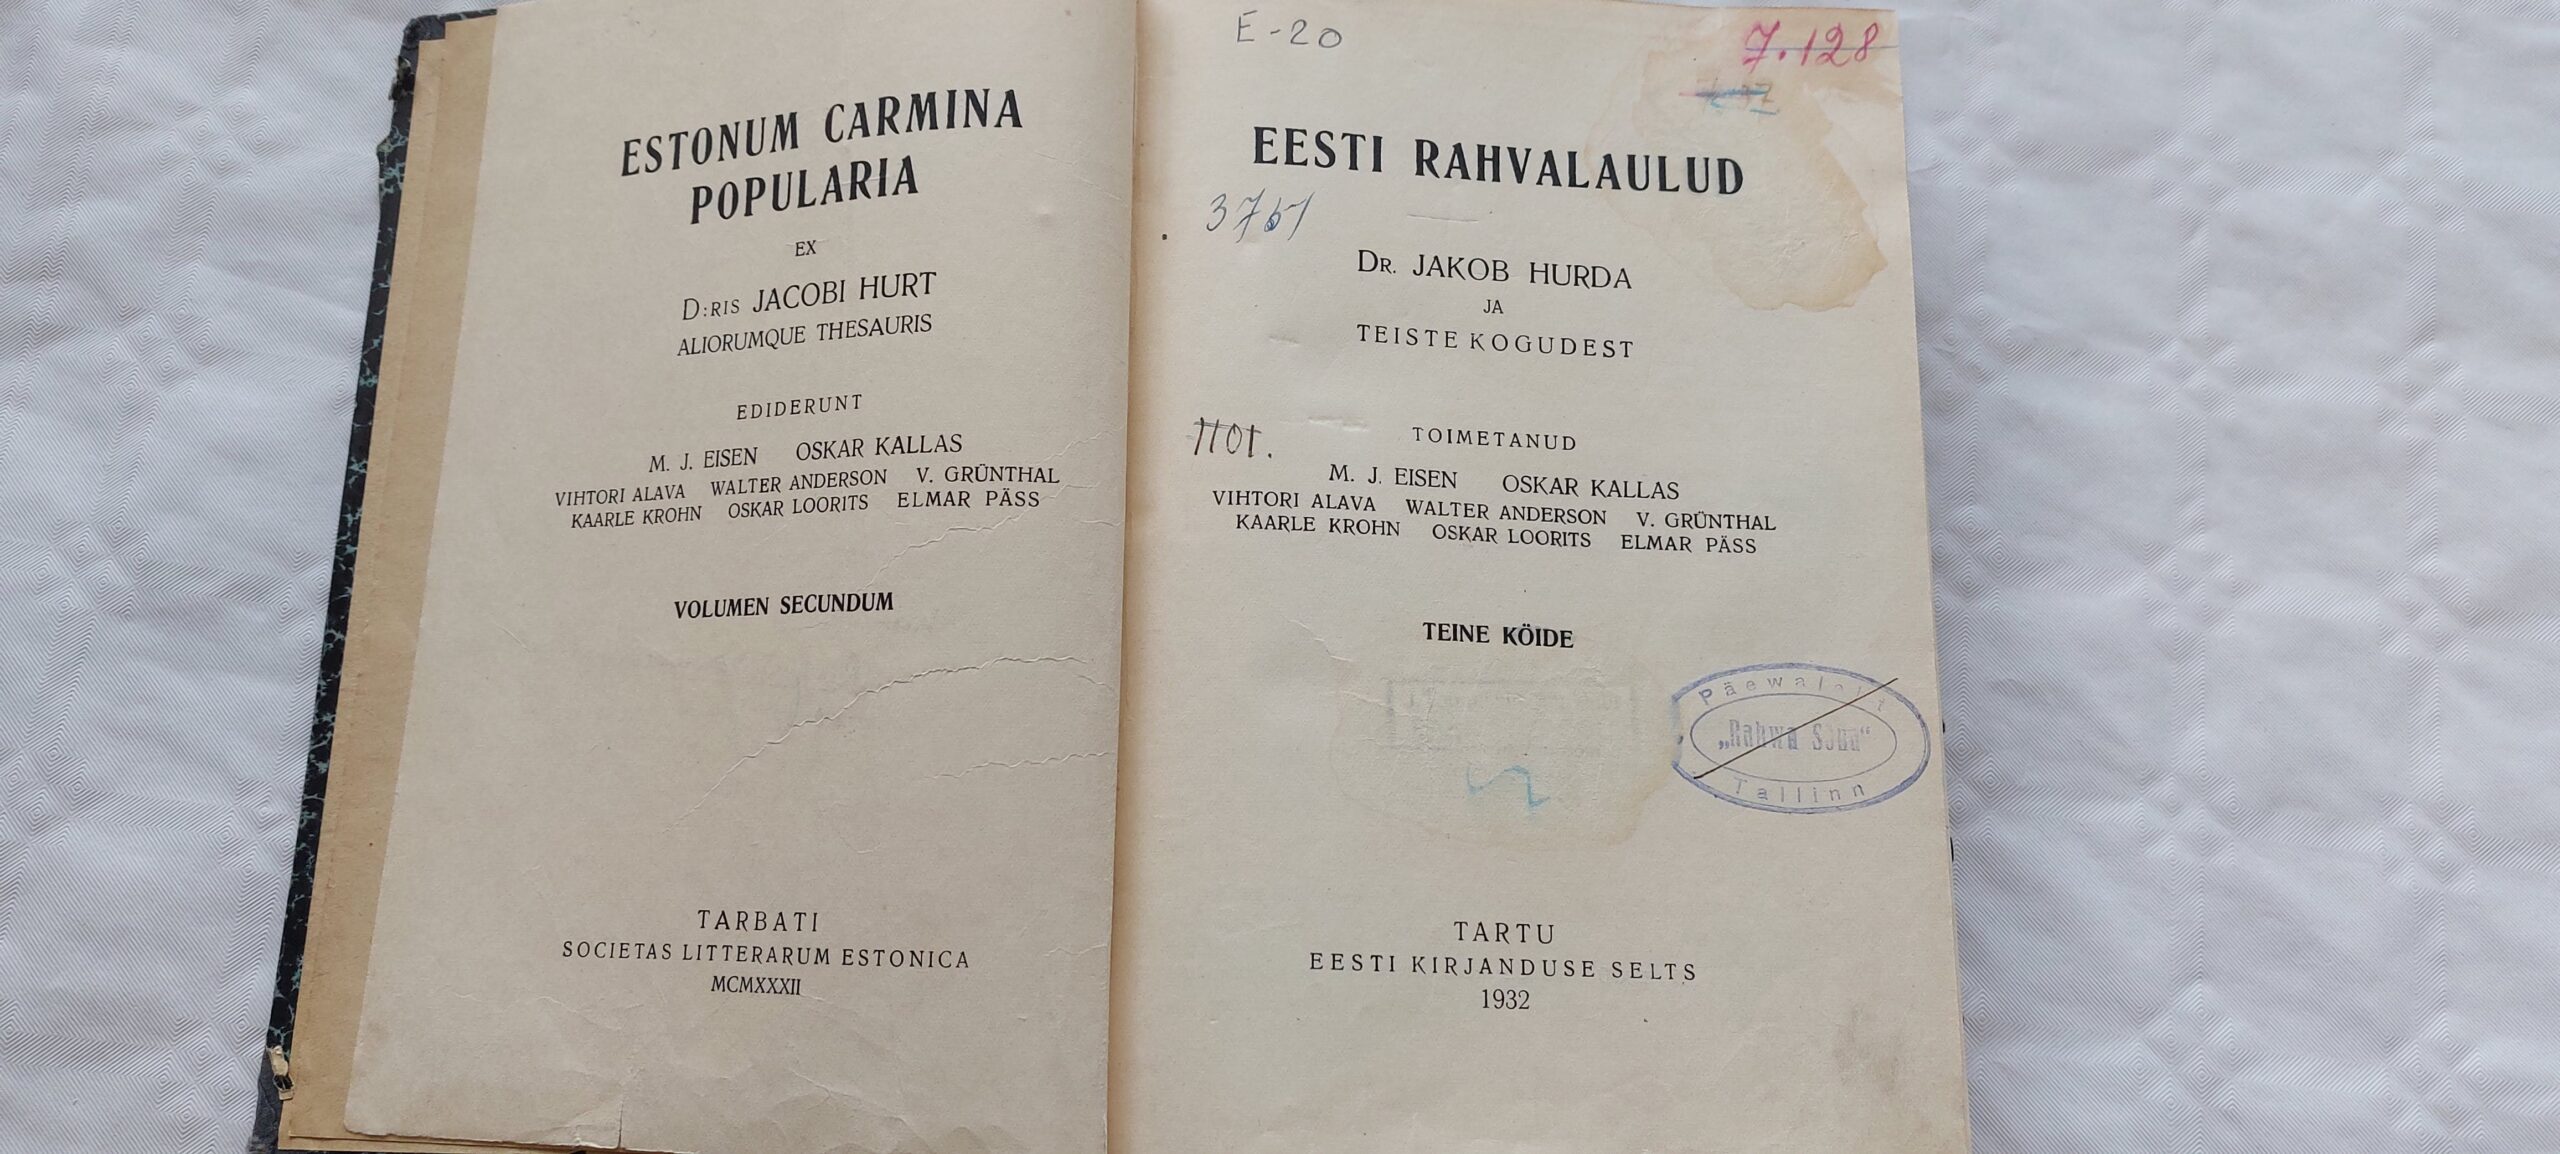 ESTONUM CARMINA
POPULARIA
EX
D:RIS JACOBI HURT
ALIORUMQUE THESAURIS
EDIDERUNT
M. J. EISEN OSKAR KALLAS
VIHTORI ALAVA WALTER ANDERSON V. GRÜNTHAL
KAARLE KROHN OSKAR LOORITS ELMAR PÄSS
VOLUMEN SECUNDUM
TARBATI
SOCIETAS LITTERARUM ESTONICA
MCMXXXII
E-20
7.128
EESTI RAHVALAULUD
3751
DR. JAKOB HURDA
JA
TEISTE KOGUDEST
1101.
TOIMETANUD
M. J. EISEN OSKAR KALLAS
VIHTORI ALAVA WALTER ANDERSON V. GRÜNTHAL
KAARLE KROHN OSKAR LOORITS ELMAR PÄSS
TEINE KÖIDE
Päewaleht
„Rahwa Sõna“
Tallinn
TARTU
EESTI KIRJANDUSE SELTS
1932